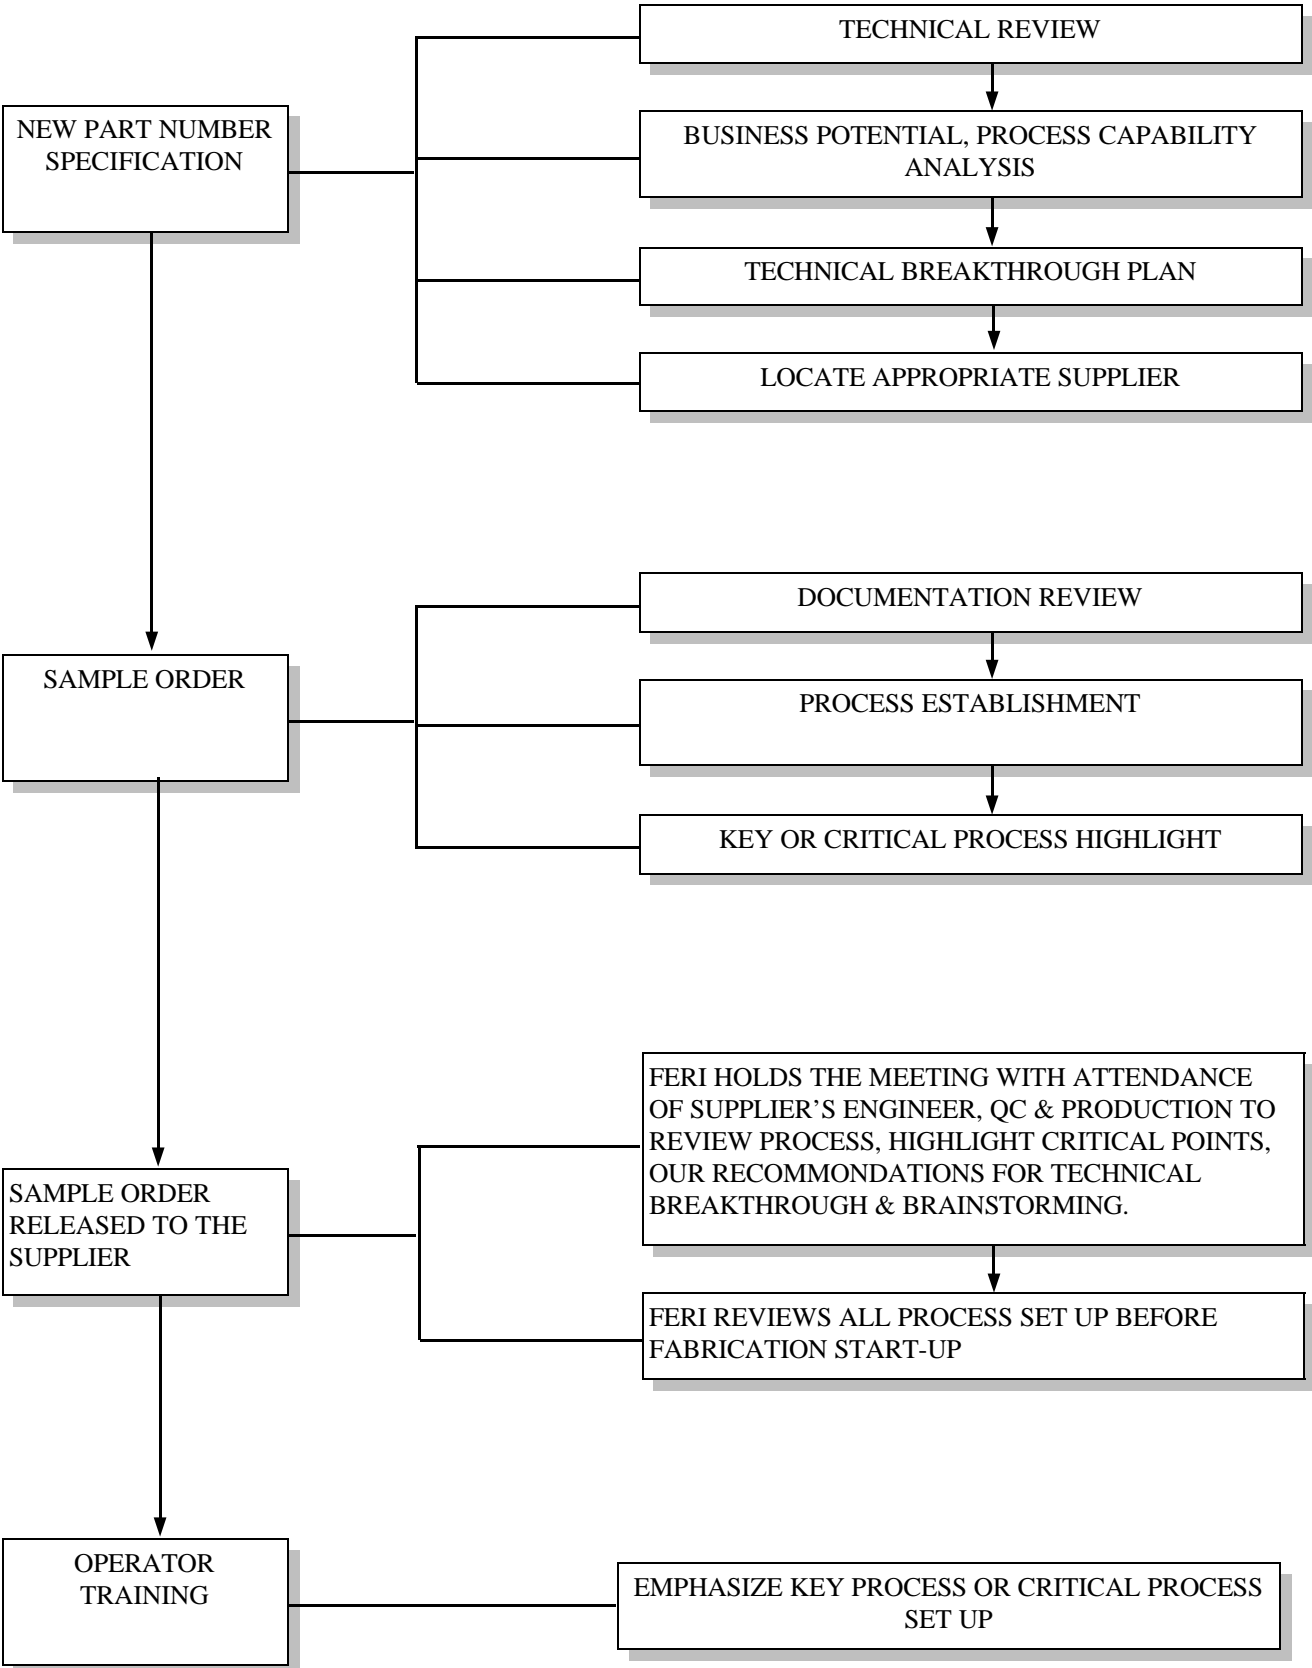 TECHNICAL REVIEW
NEW PART NUMBER
SPECIFICATION
BUSINESS POTENTIAL, PROCESS CAPABILITY
ANALYSIS
TECHNICAL BREAKTHROUGH PLAN
LOCATE APPROPRIATE SUPPLIER
DOCUMENTATION REVIEW
SAMPLE ORDER
PROCESS ESTABLISHMENT
KEY OR CRITICAL PROCESS HIGHLIGHT
FERI HOLDS THE MEETING WITH ATTENDANCE
OF SUPPLIER’S ENGINEER, QC & PRODUCTION TO
REVIEW PROCESS, HIGHLIGHT CRITICAL POINTS,
OUR RECOMMONDATIONS FOR TECHNICAL
BREAKTHROUGH & BRAINSTORMING.
SAMPLE ORDER
RELEASED TO THE
SUPPLIER
FERI REVIEWS ALL PROCESS SET UP BEFORE
FABRICATION START-UP
OPERATOR
TRAINING
EMPHASIZE KEY PROCESS OR CRITICAL PROCESS
SET UP